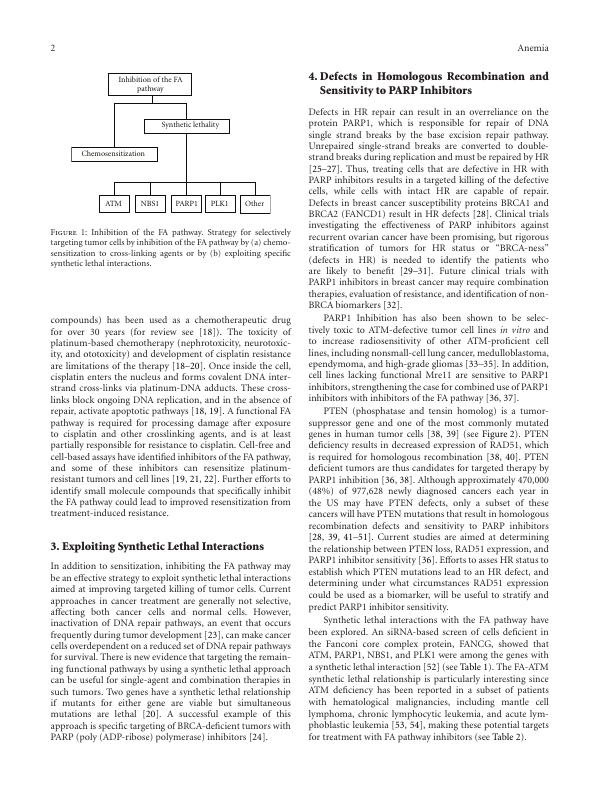 2
Anemia
Inhibition of the FA
pathway
Synthetic lethality
Chemosensitization
ATM
NBS1
PARP1
PLK1
Other
Figure 1: Inhibition of the FA pathway. Strategy for selectively
targeting tumor cells by inhibition of the FA pathway by (a) chemo-
sensitization to cross-linking agents or by (b) exploiting specific
synthetic lethal interactions.
compounds) has been used as a chemotherapeutic drug
for over 30 years (for review see [18]). The toxicity of
platinum-based chemotherapy (nephrotoxicity, neurotoxic-
ity, and ototoxicity) and development of cisplatin resistance
are limitations of the therapy [18–20]. Once inside the cell,
cisplatin enters the nucleus and forms covalent DNA inter-
strand cross-links via platinum-DNA adducts. These cross-
links block ongoing DNA replication, and in the absence of
repair, activate apoptotic pathways [18, 19]. A functional FA
pathway is required for processing damage after exposure
to cisplatin and other crosslinking agents, and is at least
partially responsible for resistance to cisplatin. Cell-free and
cell-based assays have identified inhibitors of the FA pathway,
and some of these inhibitors can resensitize platinum-
resistant tumors and cell lines [19, 21, 22]. Further efforts to
identify small molecule compounds that specifically inhibit
the FA pathway could lead to improved resensitization from
treatment-induced resistance.
3. Exploiting Synthetic Lethal Interactions
In addition to sensitization, inhibiting the FA pathway may
be an effective strategy to exploit synthetic lethal interactions
aimed at improving targeted killing of tumor cells. Current
approaches in cancer treatment are generally not selective,
affecting both cancer cells and normal cells. However,
inactivation of DNA repair pathways, an event that occurs
frequently during tumor development [23], can make cancer
cells overdependent on a reduced set of DNA repair pathways
for survival. There is new evidence that targeting the remain-
ing functional pathways by using a synthetic lethal approach
can be useful for single-agent and combination therapies in
such tumors. Two genes have a synthetic lethal relationship
if mutants for either gene are viable but simultaneous
mutations are lethal [20]. A successful example of this
approach is specific targeting of BRCA-deficient tumors with
PARP (poly (ADP-ribose) polymerase) inhibitors [24].
4. Defects in Homologous Recombination and
Sensitivity to PARP Inhibitors
Defects in HR repair can result in an overreliance on the
protein PARP1, which is responsible for repair of DNA
single strand breaks by the base excision repair pathway.
Unrepaired single-strand breaks are converted to double-
strand breaks during replication and must be repaired by HR
[25–27]. Thus, treating cells that are defective in HR with
PARP inhibitors results in a targeted killing of the defective
cells, while cells with intact HR are capable of repair.
Defects in breast cancer susceptibility proteins BRCA1 and
BRCA2 (FANCD1) result in HR defects [28]. Clinical trials
investigating the effectiveness of PARP inhibitors against
recurrent ovarian cancer have been promising, but rigorous
stratification of tumors for HR status or “BRCA-ness”
(defects in HR) is needed to identify the patients who
are likely to benefit [29–31]. Future clinical trials with
PARP1 inhibitors in breast cancer may require combination
therapies, evaluation of resistance, and identification of non-
BRCA biomarkers [32].
PARP1 Inhibition has also been shown to be selec-
tively toxic to ATM-defective tumor cell lines in vitro and
to increase radiosensitivity of other ATM-proficient cell
lines, including nonsmall-cell lung cancer, medulloblastoma,
ependymoma, and high-grade gliomas [33–35]. In addition,
cell lines lacking functional Mre11 are sensitive to PARP1
inhibitors, strengthening the case for combined use of PARP1
inhibitors with inhibitors of the FA pathway [36, 37].
PTEN (phosphatase and tensin homolog) is a tumor-
suppressor gene and one of the most commonly mutated
genes in human tumor cells [38, 39] (see Figure 2). PTEN
deficiency results in decreased expression of RAD51, which
is required for homologous recombination [38, 40]. PTEN
deficient tumors are thus candidates for targeted therapy by
PARP1 inhibition [36, 38]. Although approximately 470,000
(48%) of 977,628 newly diagnosed cancers each year in
the US may have PTEN defects, only a subset of these
cancers will have PTEN mutations that result in homologous
recombination defects and sensitivity to PARP inhibitors
[28, 39, 41–51]. Current studies are aimed at determining
the relationship between PTEN loss, RAD51 expression, and
PARP1 inhibitor sensitivity [36]. Efforts to asses HR status to
establish which PTEN mutations lead to an HR defect, and
determining under what circumstances RAD51 expression
could be used as a biomarker, will be useful to stratify and
predict PARP1 inhibitor sensitivity.
Synthetic lethal interactions with the FA pathway have
been explored. An siRNA-based screen of cells deficient in
the Fanconi core complex protein, FANCG, showed that
ATM, PARP1, NBS1, and PLK1 were among the genes with
a synthetic lethal interaction [52] (see Table 1). The FA-ATM
synthetic lethal relationship is particularly interesting since
ATM deficiency has been reported in a subset of patients
with hematological malignancies, including mantle cell
lymphoma, chronic lymphocytic leukemia, and acute lym-
phoblastic leukemia [53, 54], making these potential targets
for treatment with FA pathway inhibitors (see Table 2).